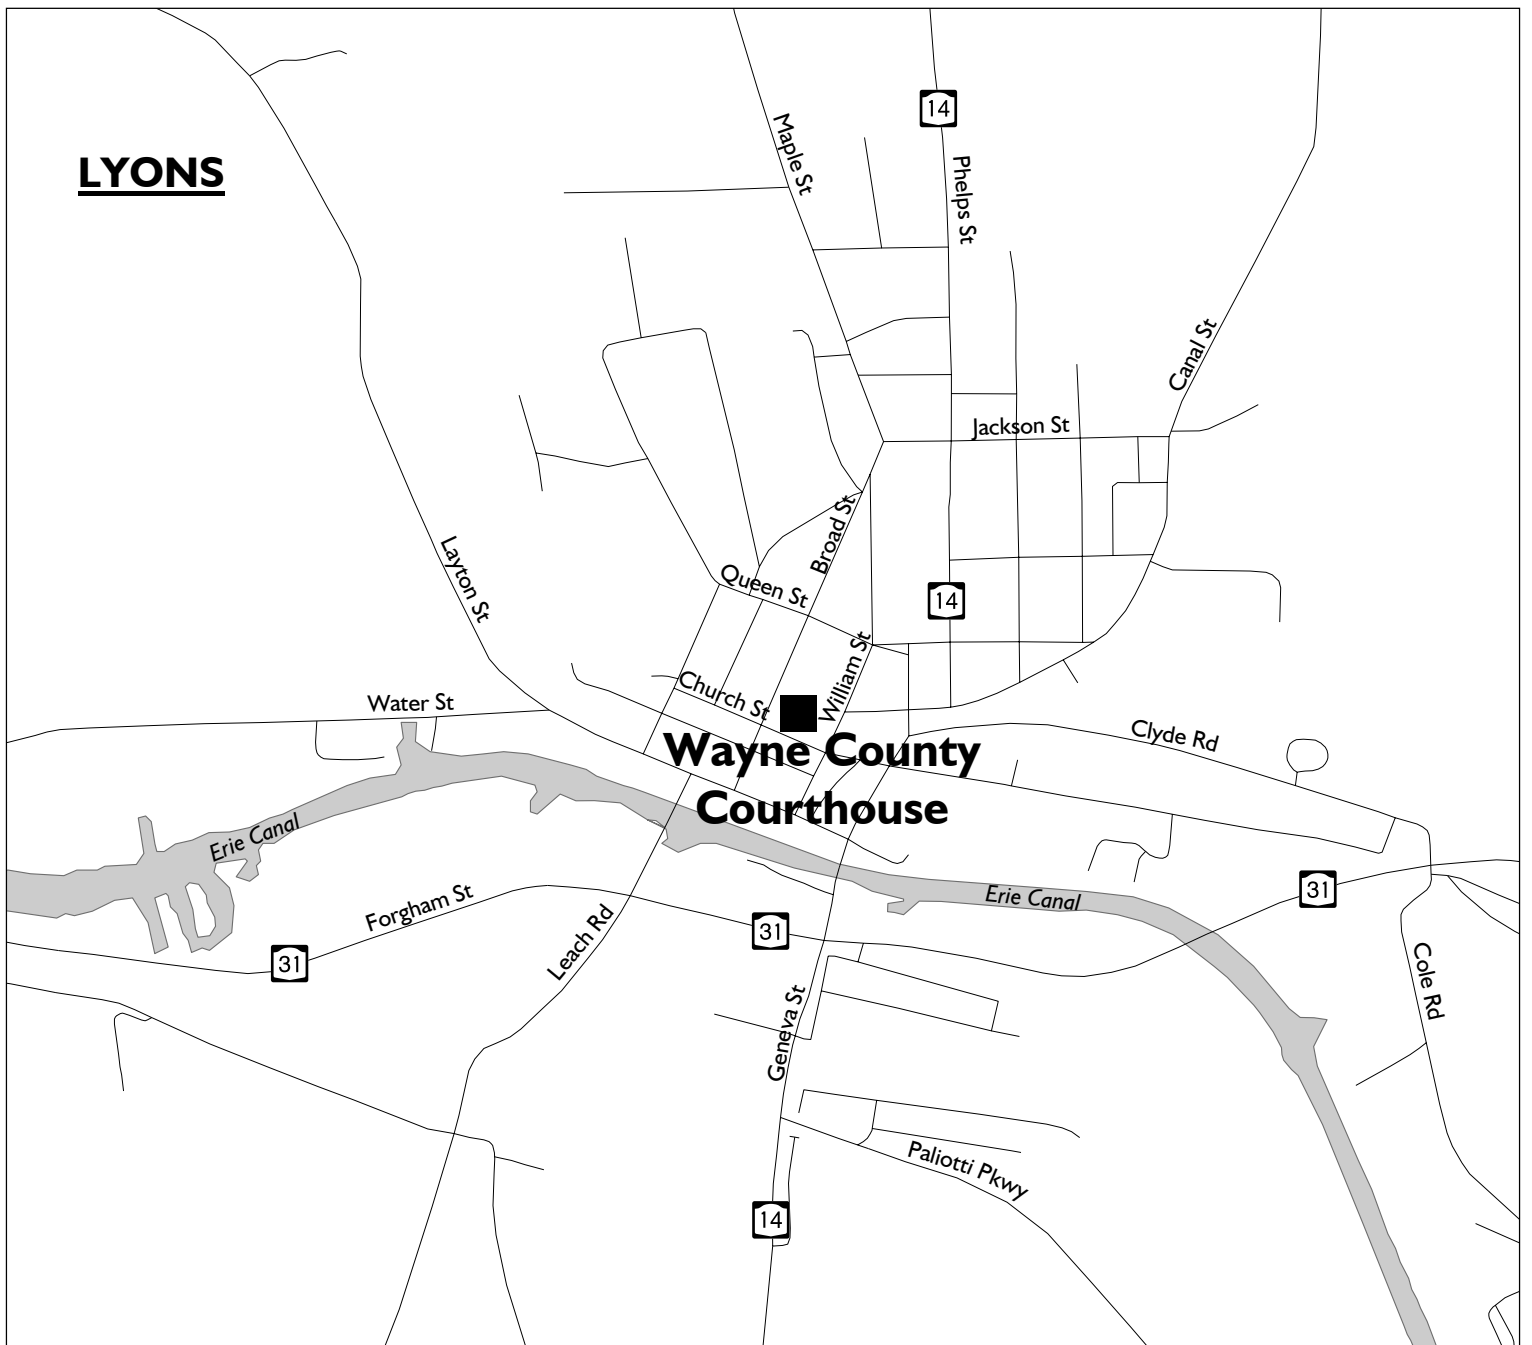 14
Maple St
LYONS
Phelps St
Canal St
Jackson St
Broad St
Layton St
Queen St
14
William St
Church St
Water St
Clyde Rd
Wayne County
Courthouse
Erie Canal
Erie Canal
31
Forgham St
31
Leach Rd
31
Cole Rd
Geneva St
Paliotti Pkwy
14